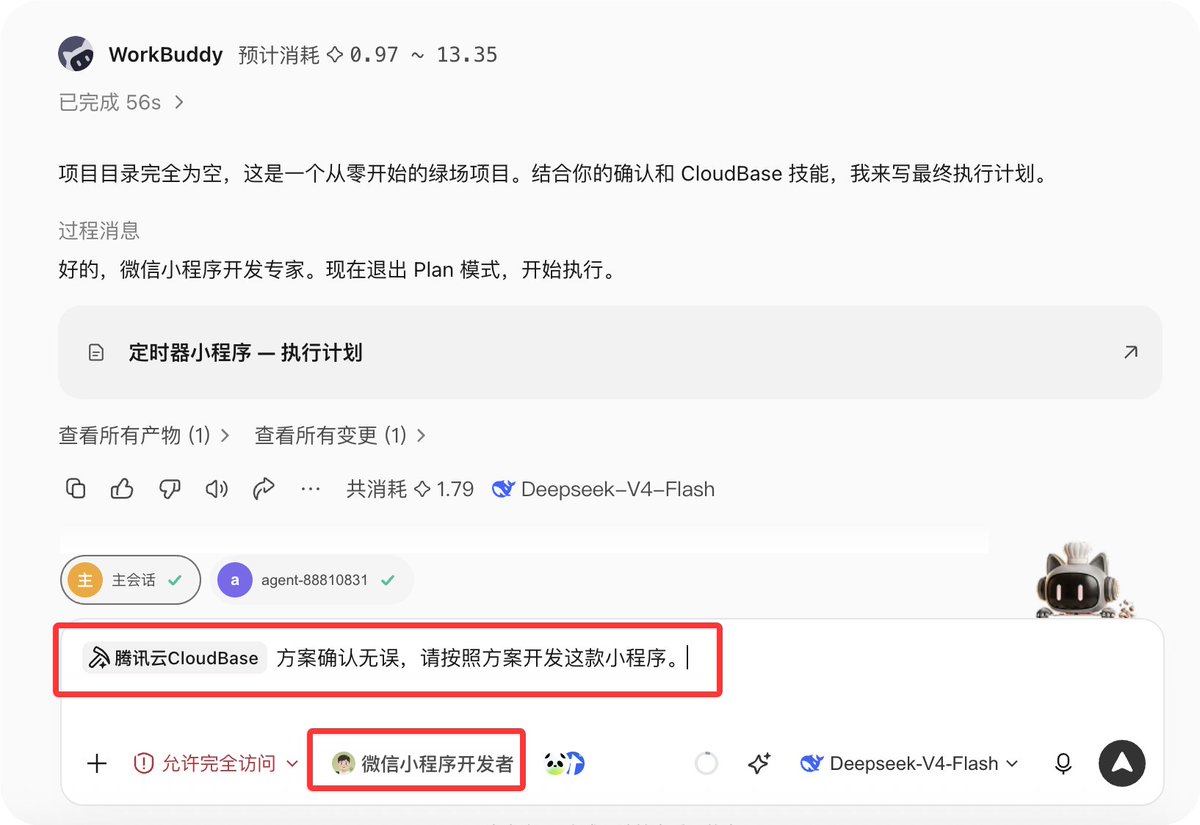 WorkBuddy 预计消耗 0.97 ~ 13.35
已完成 56s
项目目录完全为空，这是一个从零开始的绿场项目。结合你的确认和 CloudBase 技能，我来写最终执行计划。
过程消息
好的，微信小程序开发专家。现在退出 Plan 模式，开始执行。
定时器小程序 — 执行计划
查看所有产物 (1) 查看所有变更 (1)
共消耗 1.79 Deepseek-V4-Flash
主 主会话 a agent-88810831
腾讯云CloudBase 方案确认无误，请按照方案开发这款小程序。
允许完全访问 微信小程序开发者 Deepseek-V4-Flash